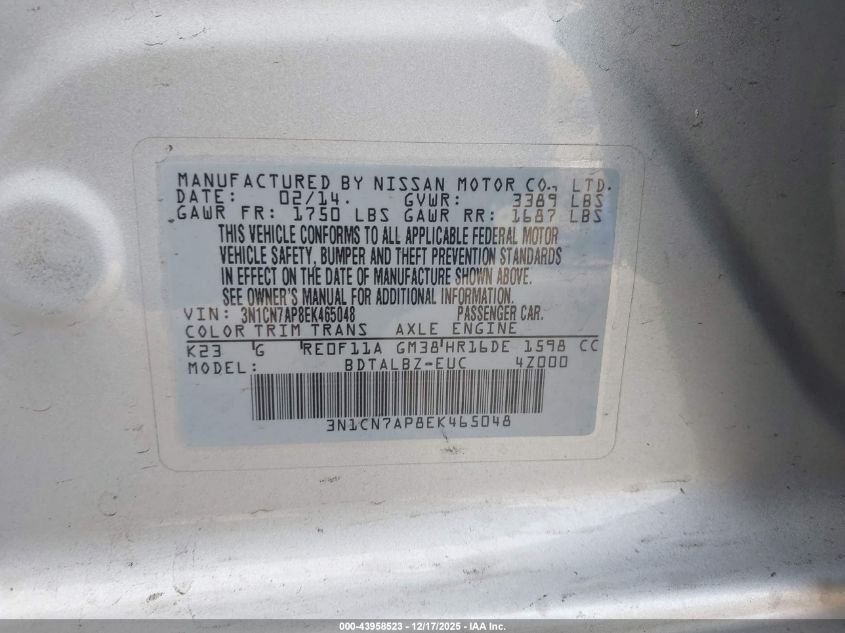 MANUFACTURED BY NISSAN MOTOR CO., LTD.
DATE: 02/14. GVWR: 3389 LBS
GAWR FR: 1750 LBS GAWR RR: 1687 LBS
THIS VEHICLE CONFORMS TO ALL APPLICABLE FEDERAL MOTOR
VEHICLE SAFETY, BUMPER AND THEFT PREVENTION STANDARDS
IN EFFECT ON THE DATE OF MANUFACTURE SHOWN ABOVE.
SEE OWNER'S MANUAL FOR ADDITIONAL INFORMATION.
VIN: 3N1CN7AP8EK465048 PASSENGER CAR.
COLOR TRIM TRANS AXLE ENGINE
K23 G RE0F11A GM38 HR16DE 1598 CC
MODEL: BDTALBZ-EUC 4Z000
3N1CN7AP8EK465048
000-43958523 - 12/17/2025 - IAA Inc.